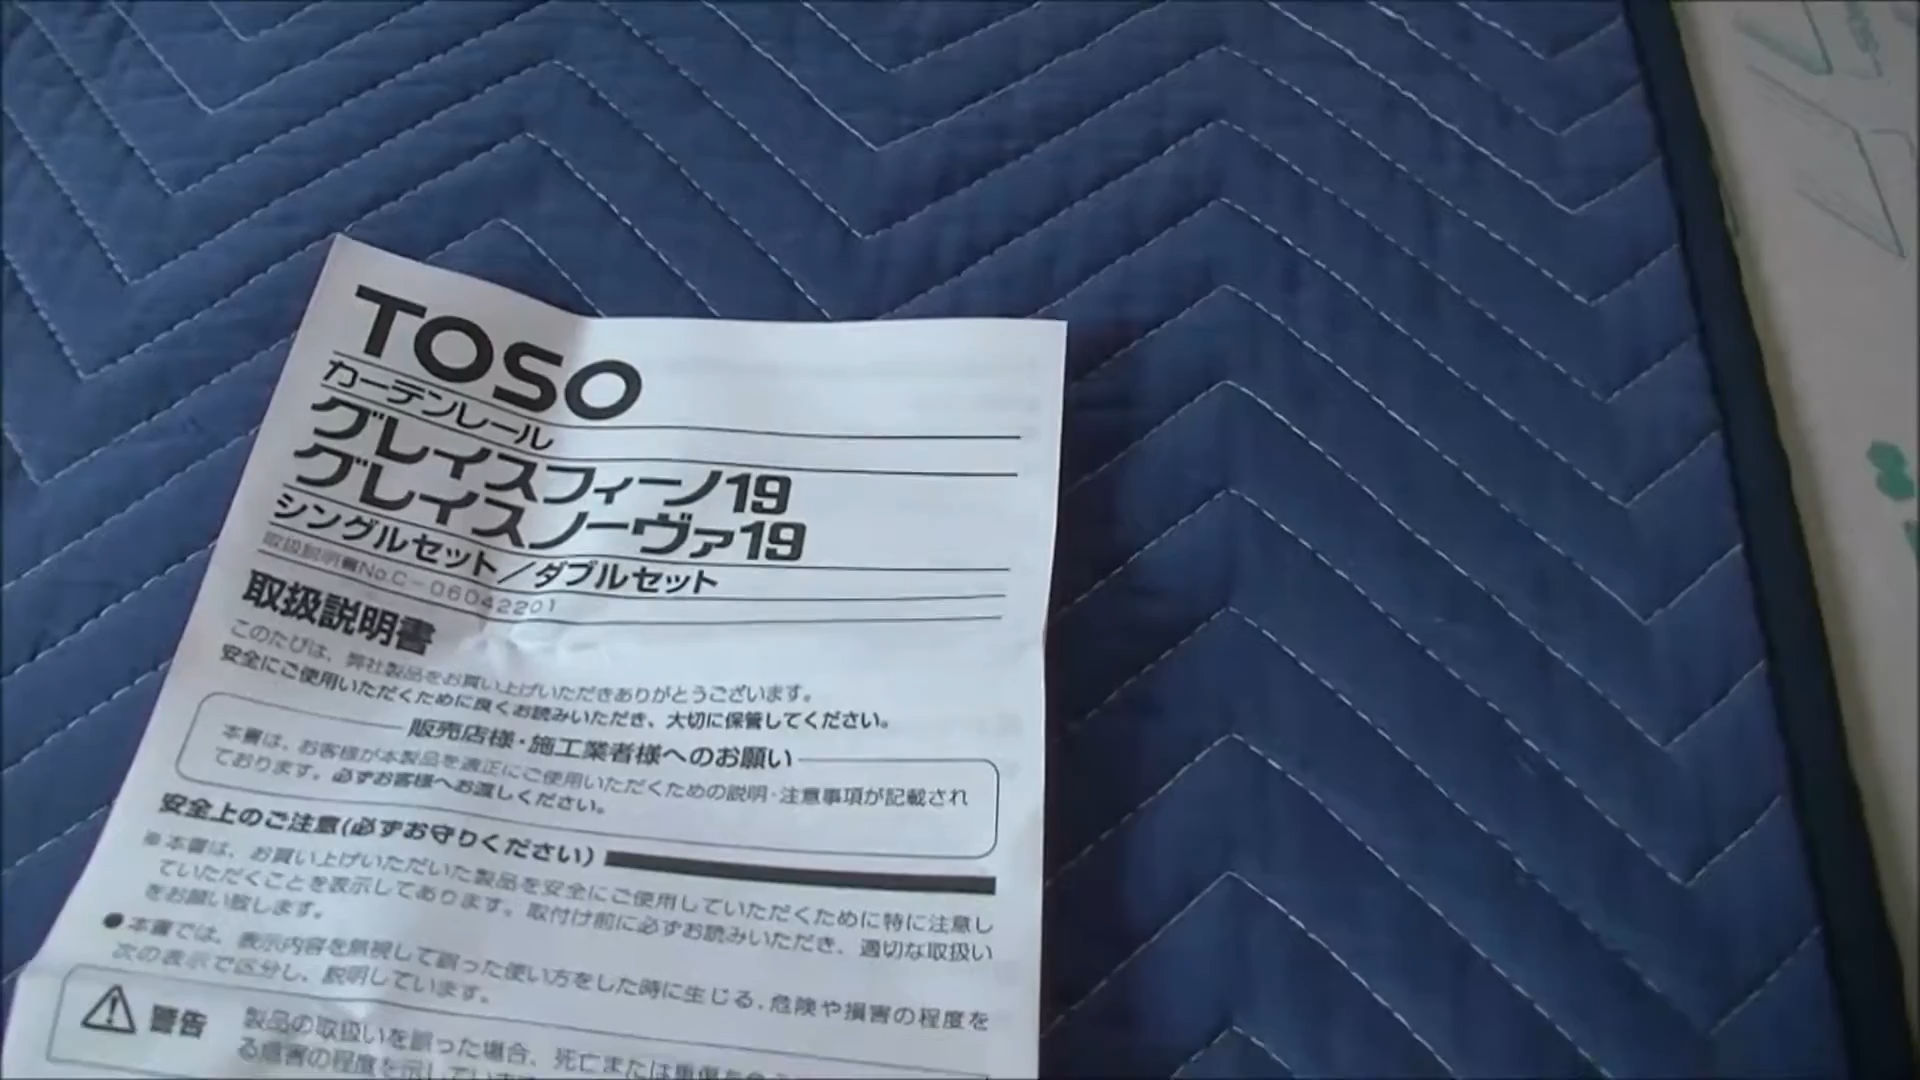 TOSO
カーテンレール
グレイスフィーノ19
グレイスノーヴァ19
シングルセット／ダブルセット
取扱説明書No.C-06042201
取扱説明書
このたびは、弊社製品をお買い上げいただきありがとうございます。
安全にご使用いただくために良くお読みいただき、大切に保管してください。
販売店様・施工業者様へのお願い
本書は、お客様が本製品を適正にご使用いただくための説明・注意事項が記載され
ております。必ずお客様へお渡しください。
安全上のご注意(必ずお守りください)
※本書は、お買い上げいただいた製品を安全にご使用していただくために特に注意し
ていただくことを表示してあります。取付け前に必ずお読みいただき、適切な取扱い
をお願い致します。
●本書では、表示内容を無視して誤った使い方をした時に生じる、危険や損害の程度を
次の表示で区分し、説明しています。
警告
製品の取扱いを誤った場合、死亡または重傷を
る危害の程度を示しています